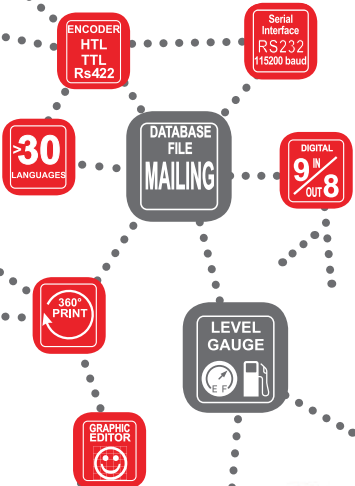 ENCODER
HTL
TTL
Rs422
Serial
Interface
RS232
115200 baud
>30
LANGUAGES
DATABASE
FILE
MAILING
DIGITAL
9 IN
OUT 8
360°
PRINT
LEVEL
GAUGE
E F
GRAPHIC
EDITOR